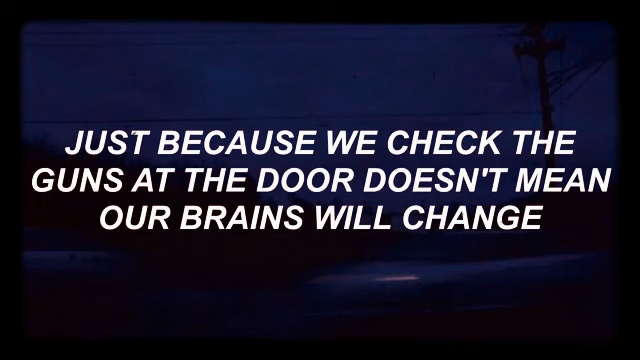 JUST BECAUSE WE CHECK THE
GUNS AT THE DOOR DOESN'T MEAN
OUR BRAINS WILL CHANGE